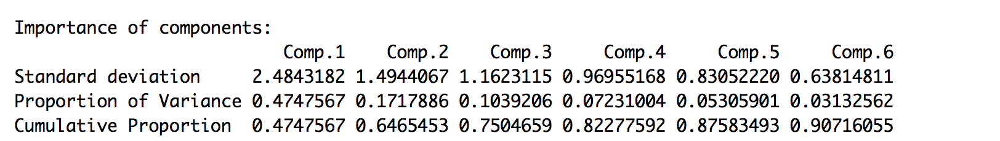 Importance of components:
Comp.1 Comp.2 Comp.3 Comp.4 Comp.5 Comp.6
Standard deviation 2.4843182 1.4944067 1.1623115 0.96955168 0.83052220 0.63814811
Proportion of Variance 0.4747567 0.1717886 0.1039206 0.07231004 0.05305901 0.03132562
Cumulative Proportion 0.4747567 0.6465453 0.7504659 0.82277592 0.87583493 0.90716055